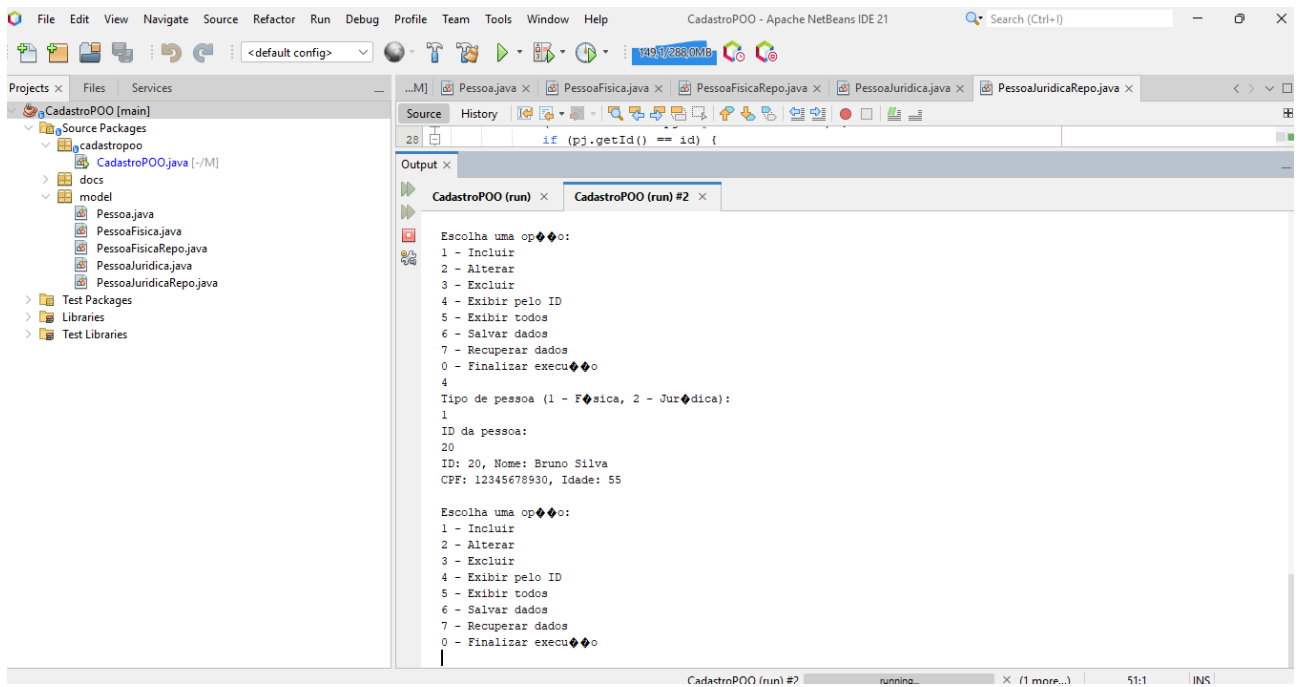 File Edit View Navigate Source Refactor Run Debug Profile Team Tools Window Help CadastroPOO - Apache NetBeans IDE 21 Search (Ctrl+I)
<default config> 149,1/288,0MB
Projects Files Services
...M] Pessoa.java PessoaFisica.java PessoaFisicaRepo.java PessoaJuridica.java PessoaJuridicaRepo.java
CadastroPOO [main]
Source Packages
cadastropoo
CadastroPOO.java [-/M]
docs
model
Pessoa.java
PessoaFisica.java
PessoaFisicaRepo.java
PessoaJuridica.java
PessoaJuridicaRepo.java
Test Packages
Libraries
Test Libraries
Source History
28 if (pj.getId() == id) {
Output
CadastroPOO (run) CadastroPOO (run) #2
Escolha uma op��o:
1 - Incluir
2 - Alterar
3 - Excluir
4 - Exibir pelo ID
5 - Exibir todos
6 - Salvar dados
7 - Recuperar dados
0 - Finalizar execu��o
4
Tipo de pessoa (1 - F�sica, 2 - Jur�dica):
1
ID da pessoa:
20
ID: 20, Nome: Bruno Silva
CPF: 12345678930, Idade: 55
Escolha uma op��o:
1 - Incluir
2 - Alterar
3 - Excluir
4 - Exibir pelo ID
5 - Exibir todos
6 - Salvar dados
7 - Recuperar dados
0 - Finalizar execu��o
CadastroPOO (run) #2 running... (1 more...) 51:1 INS